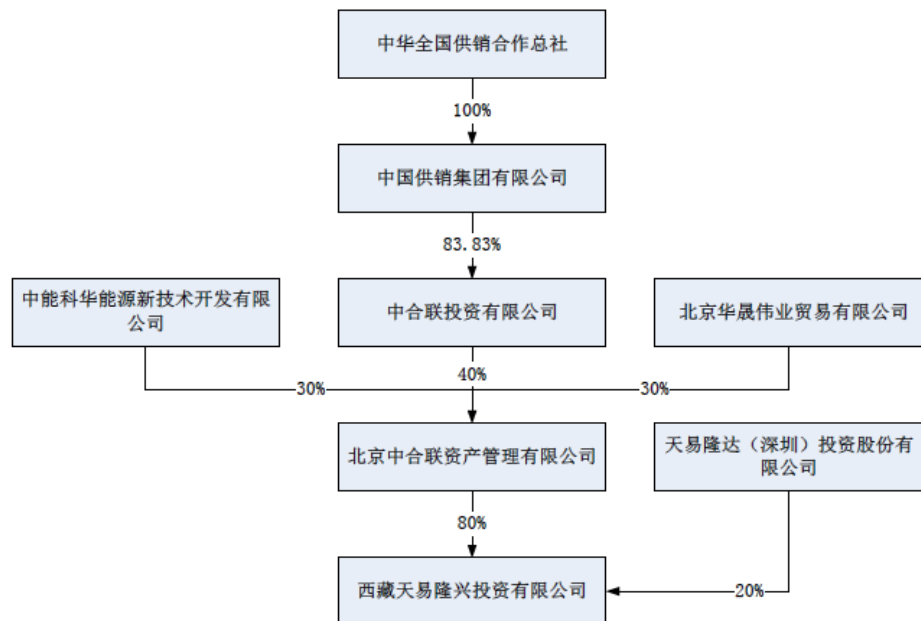 中华全国供销合作总社
100%
中国供销集团有限公司
83.83%
中能科华能源新技术开发有限
公司
中合联投资有限公司
北京华晟伟业贸易有限公司
30%
40%
30%
北京中合联资产管理有限公司
天易隆达（深圳）投资股份有
限公司
80%
西藏天易隆兴投资有限公司
20%